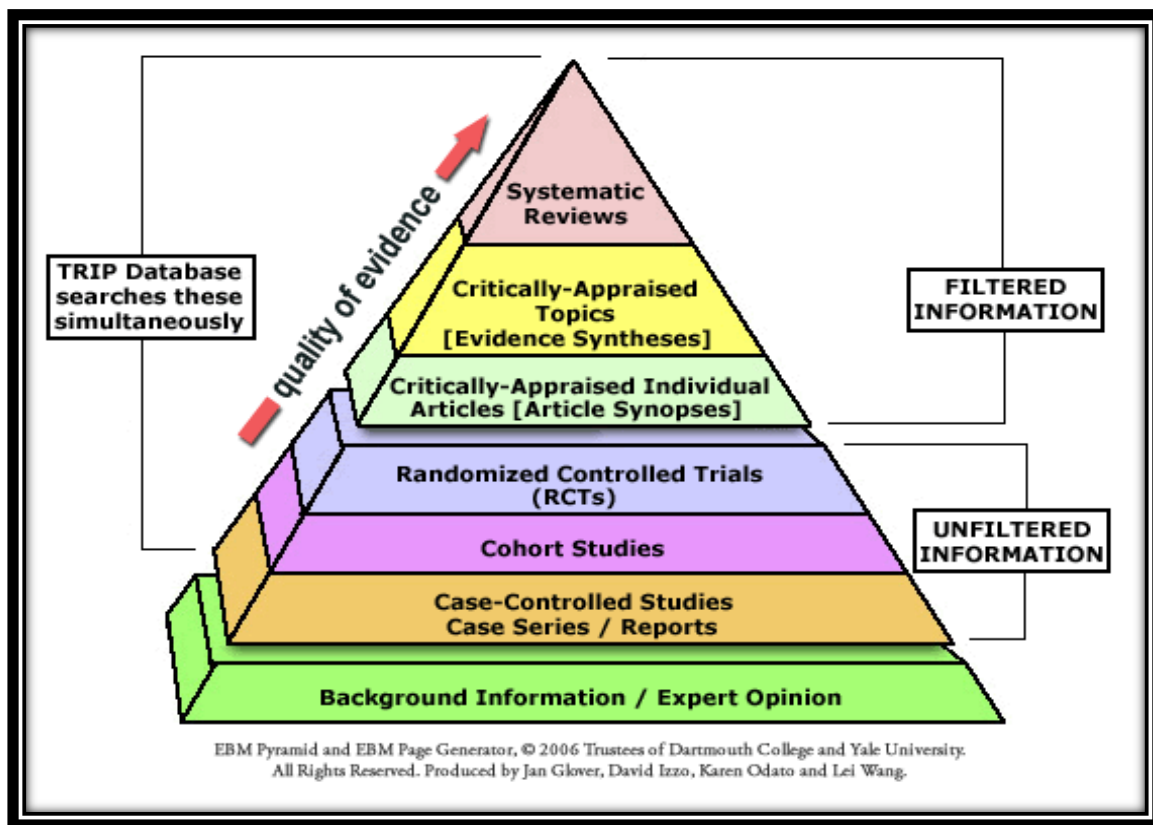 Systematic
Reviews
quality of evidence
TRIP Database
searches these
simultaneously
FILTERED
INFORMATION
Critically-Appraised
Topics
[Evidence Syntheses]
Critically-Appraised Individual
Articles [Article Synopses]
Randomized Controlled Trials
(RCTs)
UNFILTERED
INFORMATION
Cohort Studies
Case-Controlled Studies
Case Series / Reports
Background Information / Expert Opinion
EBM Pyramid and EBM Page Generator, © 2006 Trustees of Dartmouth College and Yale University.
All Rights Reserved. Produced by Jan Glover, David Izzo, Karen Odato and Lei Wang.